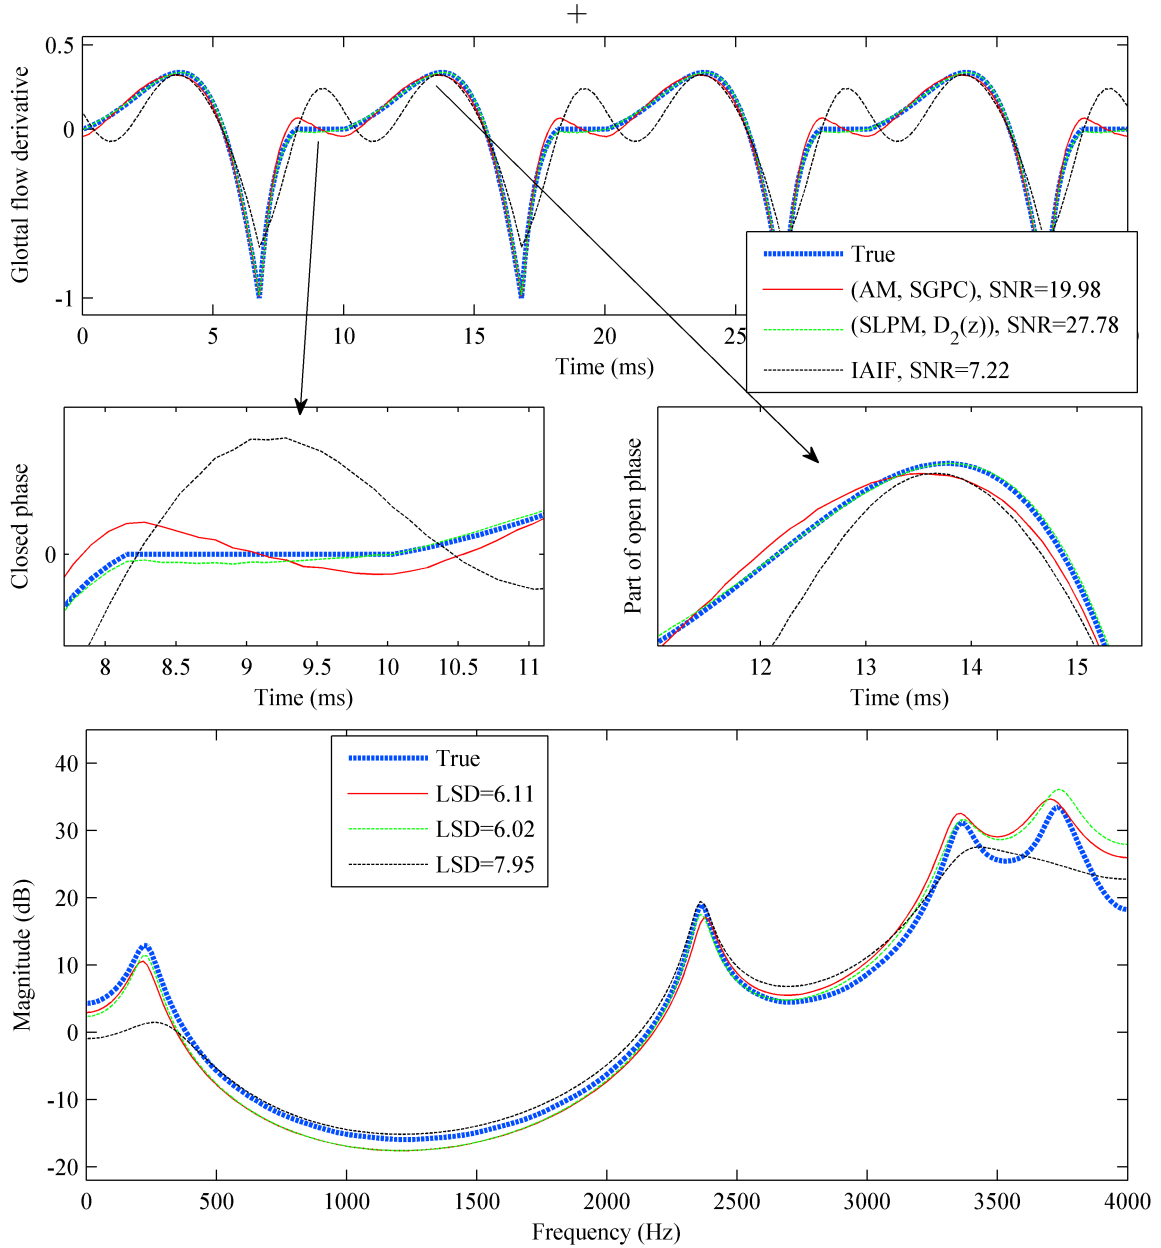 +
Glottal flow derivative
0.5
0
-1
0 5 10 15 20 25
Time (ms)
True
(AM, SGPC), SNR=19.98
(SLPM, D2(z)), SNR=27.78
IAIF, SNR=7.22
Closed phase
0
8 8.5 9 9.5 10 10.5 11
Time (ms)
Part of open phase
12 13 14 15
Time (ms)
Magnitude (dB)
40
30
20
10
0
-10
-20
True
LSD=6.11
LSD=6.02
LSD=7.95
0 500 1000 1500 2000 2500 3000 3500 4000
Frequency (Hz)